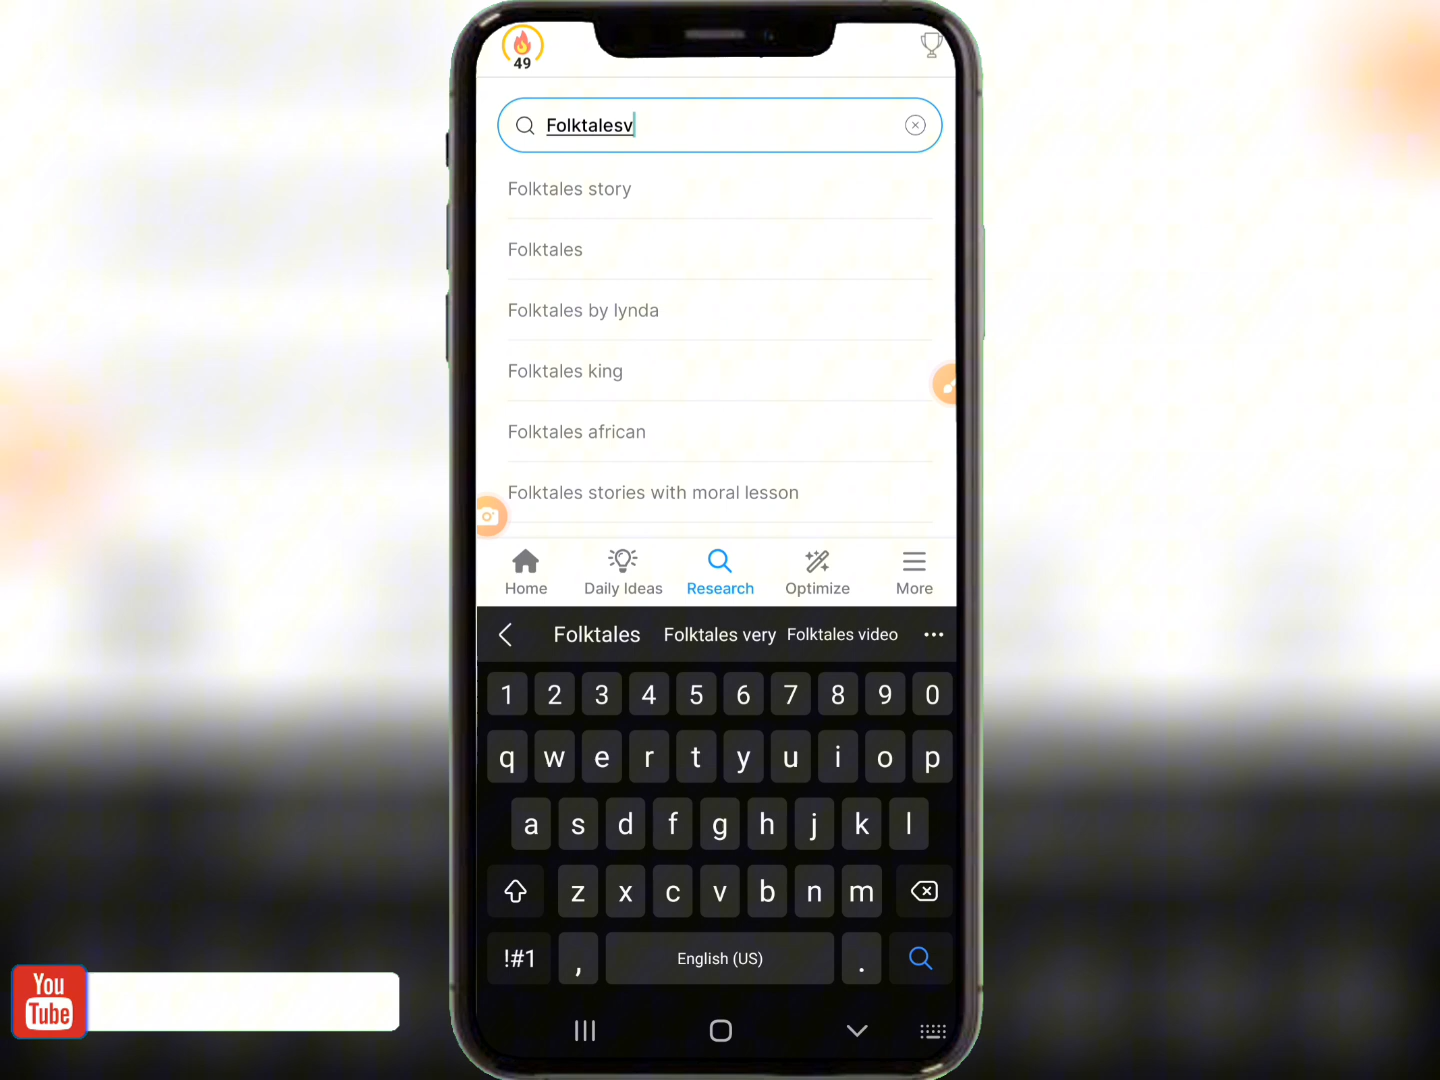 49
Folktalesv
Folktales story
Folktales
Folktales by lynda
Folktales king
Folktales african
Folktales stories with moral lesson
Home Daily Ideas Research Optimize More
Folktales Folktales very Folktales video
1 2 3 4 5 6 7 8 9 0
q w e r t y u i o p
a s d f g h j k l
z x c v b n m
!#1 , English (US) .
You
Tube